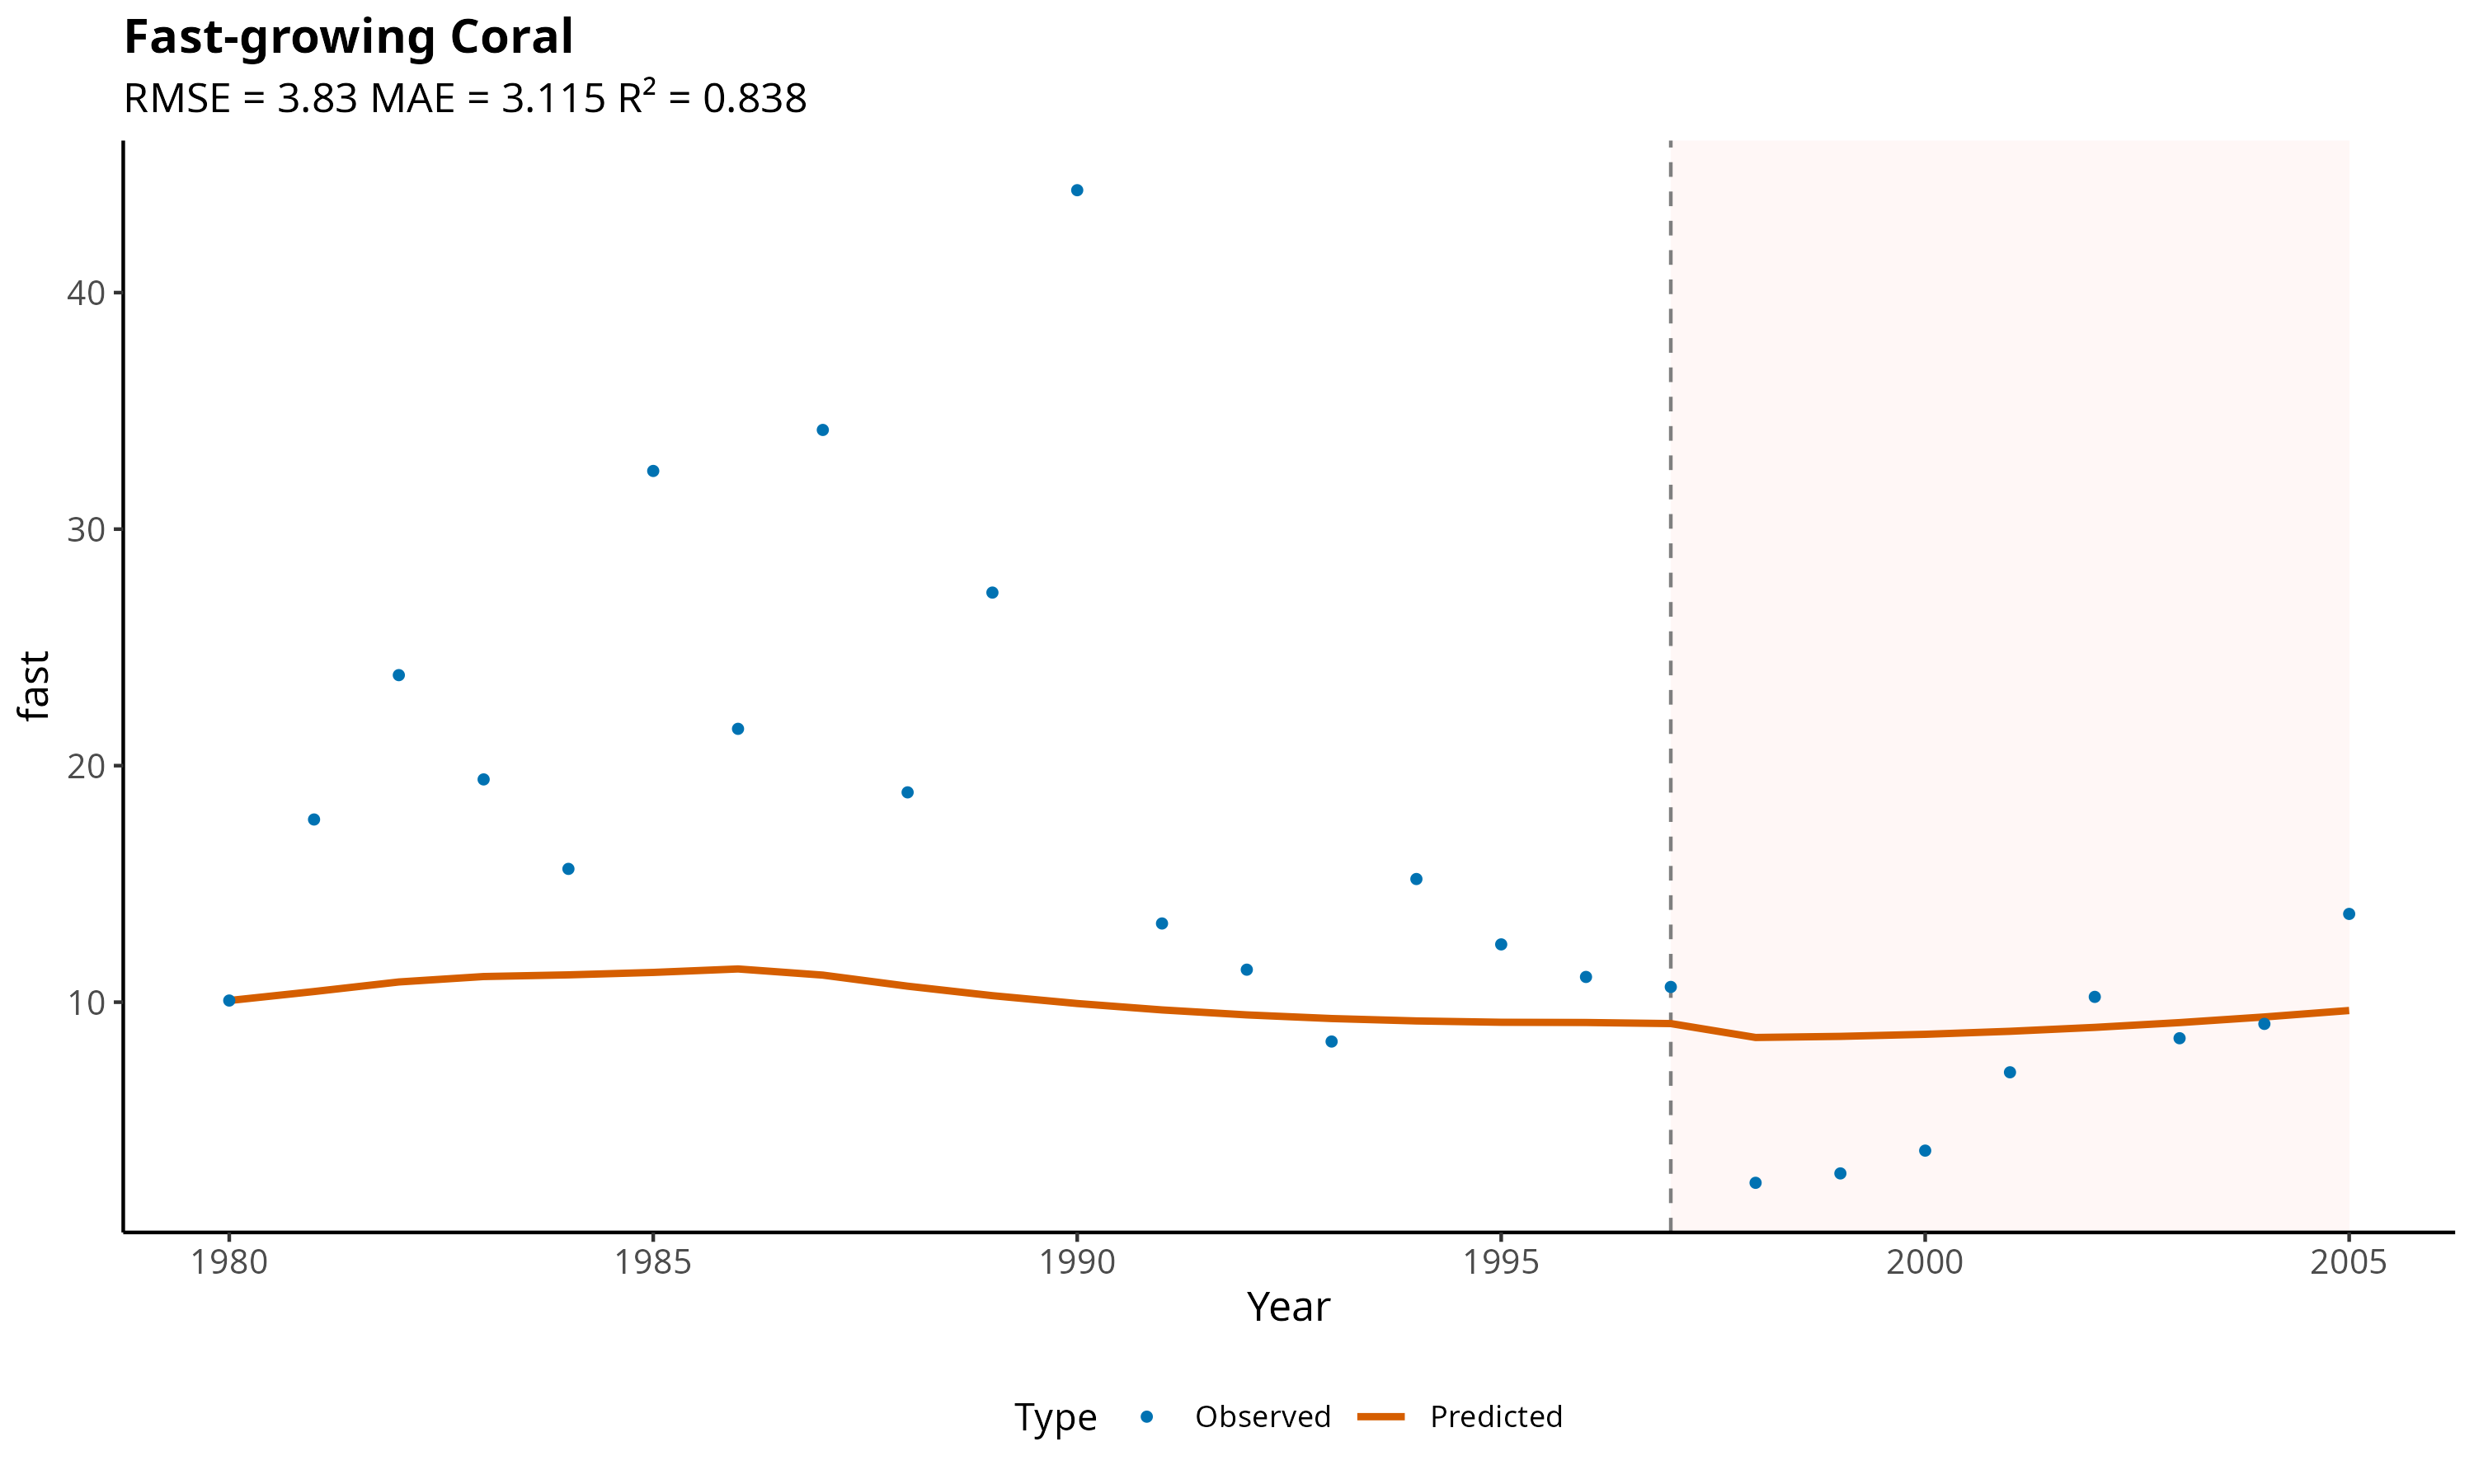 Fast-growing Coral
RMSE = 3.83 MAE = 3.115 R² = 0.838
fast
40
30
20
10
1980 1985 1990 1995 2000 2005
Year
Type Observed Predicted